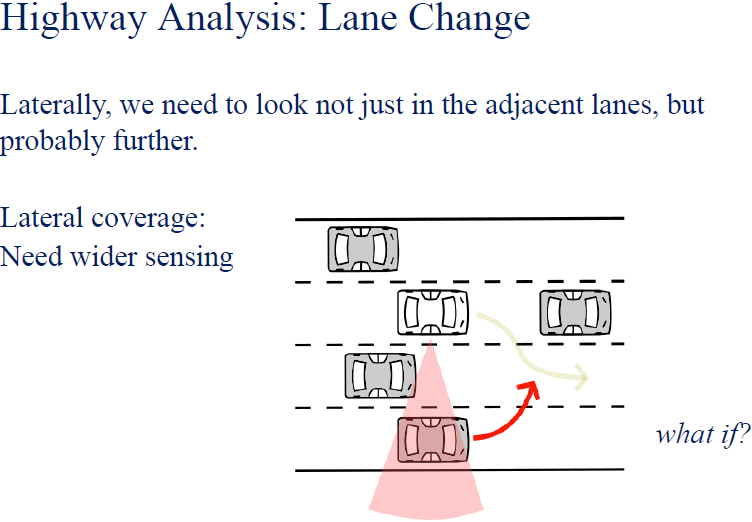 Highway Analysis: Lane Change
Laterally, we need to look not just in the adjacent lanes, but
probably further.
Lateral coverage:
Need wider sensing
what if?